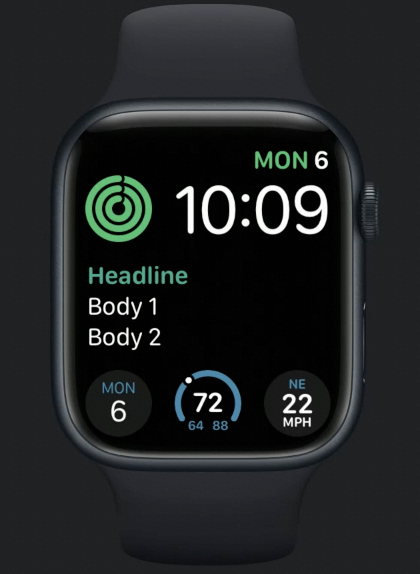 MON 6
10:09
Headline
Body 1
Body 2
MON
6
72
64 88
NE
22
MPH